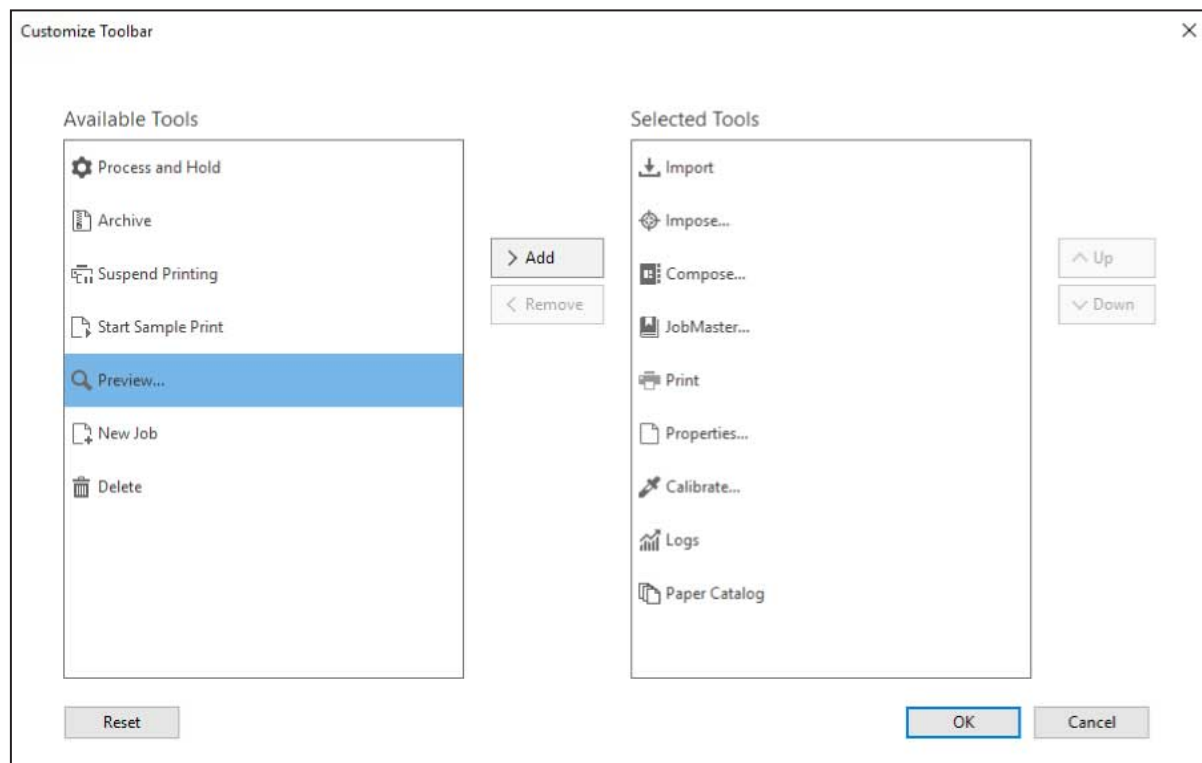 Customize Toolbar
Available Tools
Process and Hold
Archive
Suspend Printing
Start Sample Print
Preview...
New Job
Delete
Add
Remove
Selected Tools
Import
Impose...
Compose...
JobMaster...
Print
Properties...
Calibrate...
Logs
Paper Catalog
Up
Down
Reset
OK
Cancel